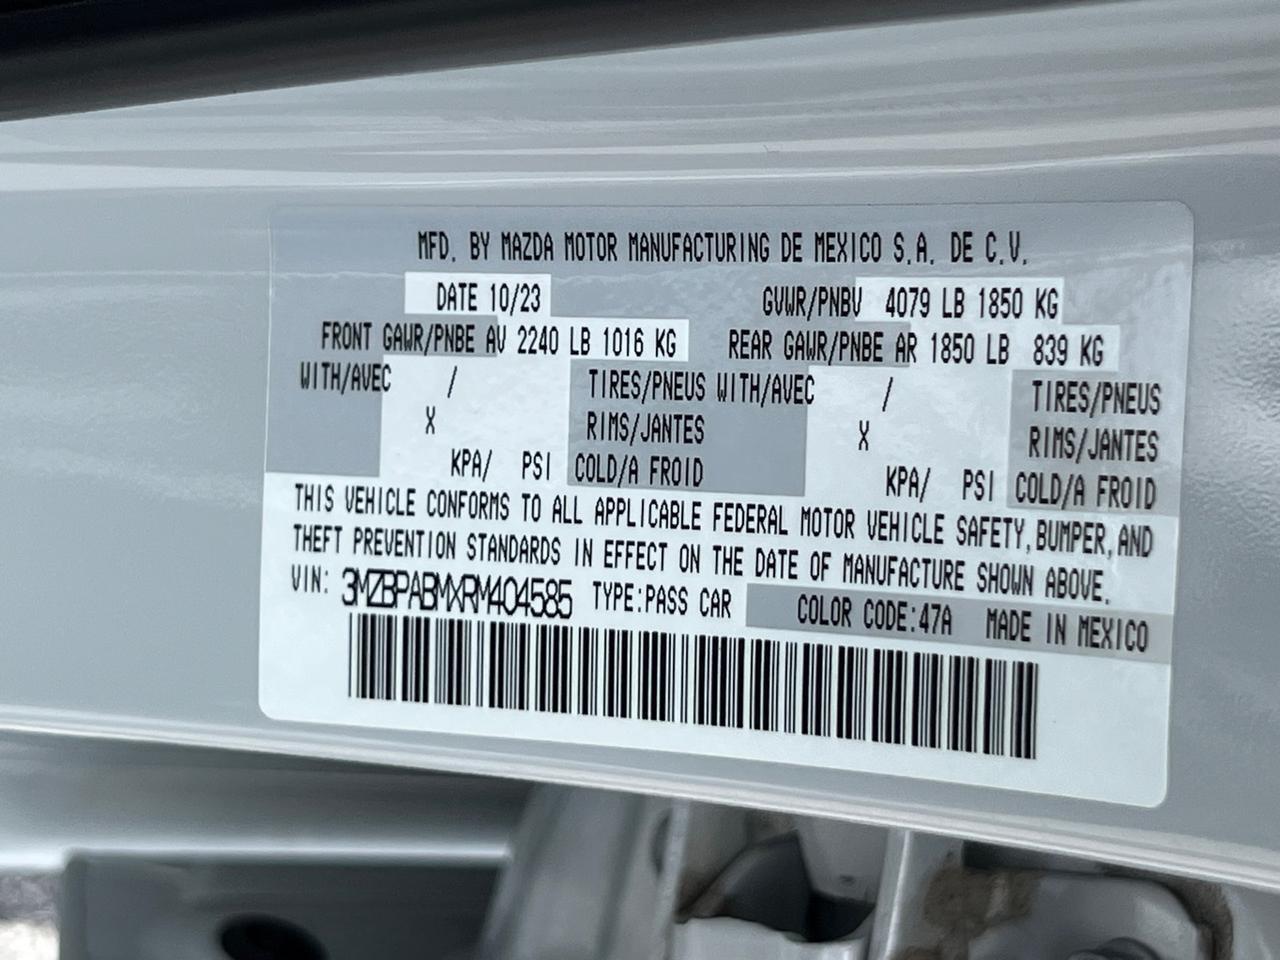 MFD. BY MAZDA MOTOR MANUFACTURING DE MEXICO S.A. DE C.V.
DATE 10/23 GVWR/PNBV 4079 LB 1850 KG
FRONT GAWR/PNBE AV 2240 LB 1016 KG REAR GAWR/PNBE AR 1850 LB 839 KG
WITH/AVEC / TIRES/PNEUS WITH/AVEC / TIRES/PNEUS
X RIMS/JANTES X RIMS/JANTES
KPA/ PSI COLD/A FROID KPA/ PSI COLD/A FROID
THIS VEHICLE CONFORMS TO ALL APPLICABLE FEDERAL MOTOR VEHICLE SAFETY, BUMPER, AND
THEFT PREVENTION STANDARDS IN EFFECT ON THE DATE OF MANUFACTURE SHOWN ABOVE.
VIN: 3MZBPABMXRM404585 TYPE:PASS CAR COLOR CODE:47A MADE IN MEXICO